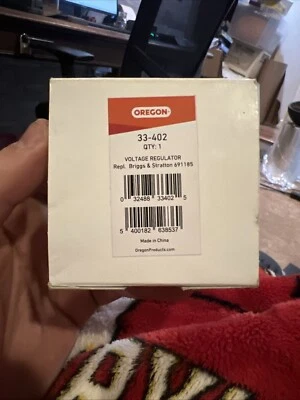 OREGON
33-402
QTY: 1
VOLTAGE REGULATOR
Repl. Briggs & Stratton 691185
0 32486 33402 5
5 400182 638537
Made in China
OregonProducts.com